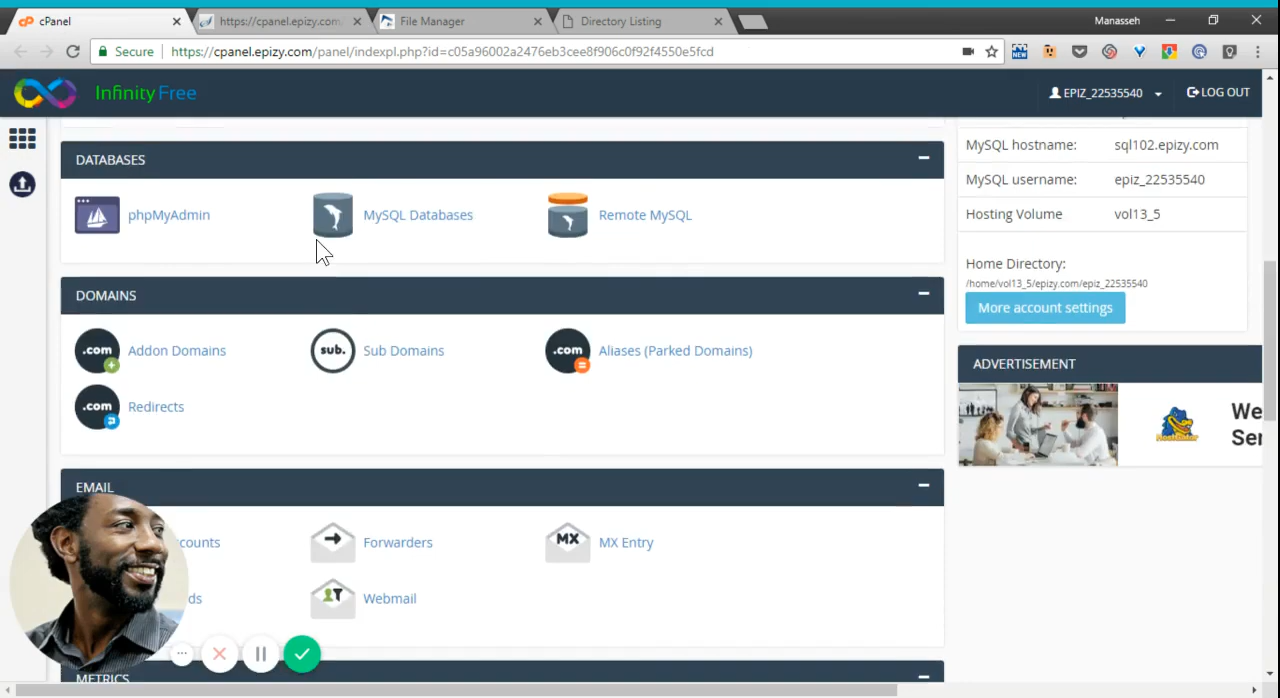 cPanel
https://cpanel.epizy.com
File Manager
Directory Listing
Manasseh
Secure
https://cpanel.epizy.com/panel/indexpl.php?id=c05a96002a2476eb3cee8f906c0f92f4550e5fcd
NEW
InfinityFree
EPIZ_22535540
LOG OUT
DATABASES
phpMyAdmin
MySQL Databases
Remote MySQL
DOMAINS
.com
Addon Domains
sub.
Sub Domains
.com
Aliases (Parked Domains)
.com
Redirects
EMAIL
counts
Forwarders
MX
MX Entry
ds
Webmail
METRICS
MySQL hostname: sql102.epizy.com
MySQL username: epiz_22535540
Hosting Volume vol13_5
Home Directory:
/home/vol13_5/epizy.com/epiz_22535540
More account settings
ADVERTISEMENT
HostGator
We
Ser